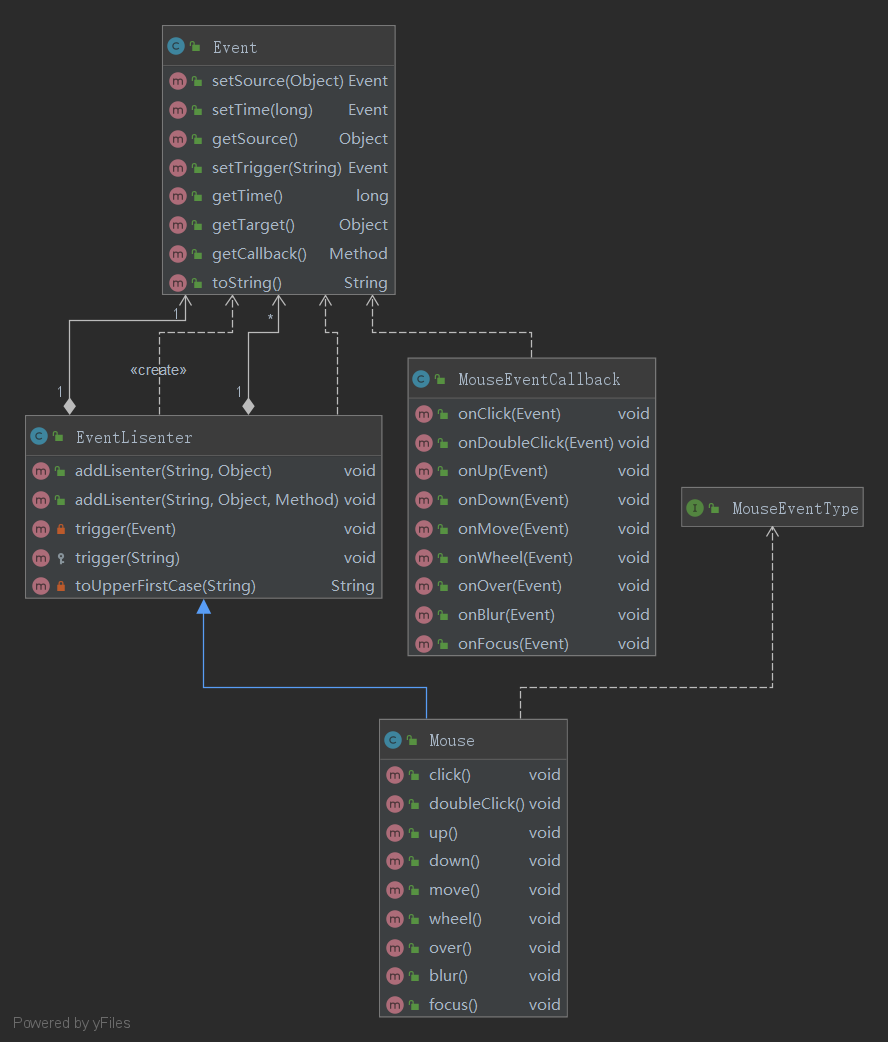 Event
setSource(Object) Event
setTime(long) Event
getSource() Object
setTrigger(String) Event
getTime() long
getTarget() Object
getCallback() Method
toString() String
1
*
«create»
1
1
EventLisenter
addLisenter(String, Object) void
addLisenter(String, Object, Method) void
trigger(Event) void
trigger(String) void
toUpperFirstCase(String) String
MouseEventCallback
onClick(Event) void
onDoubleClick(Event) void
onUp(Event) void
onDown(Event) void
onMove(Event) void
onWheel(Event) void
onOver(Event) void
onBlur(Event) void
onFocus(Event) void
MouseEventType
Mouse
click() void
doubleClick() void
up() void
down() void
move() void
wheel() void
over() void
blur() void
focus() void
Powered by yFiles